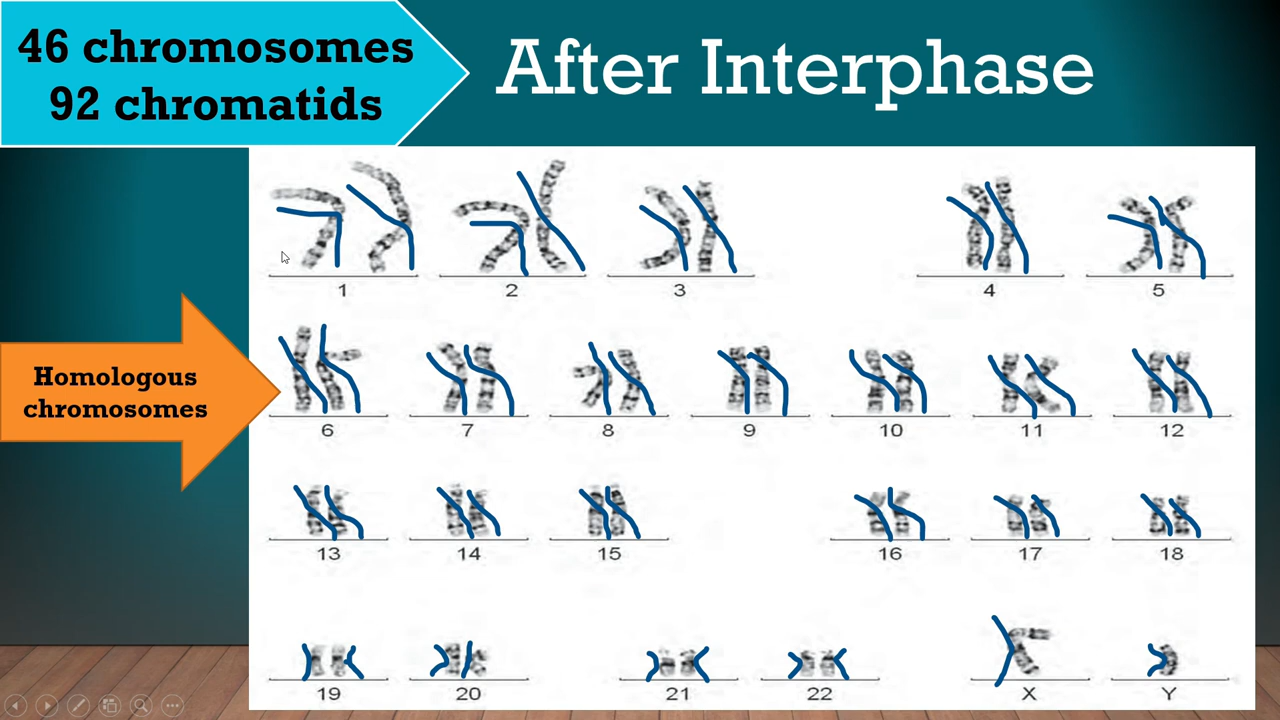 46 chromosomes
92 chromatids
After Interphase
Homologous
chromosomes
1 2 3 4 5
6 7 8 9 10 11 12
13 14 15 16 17 18
19 20 21 22 X Y